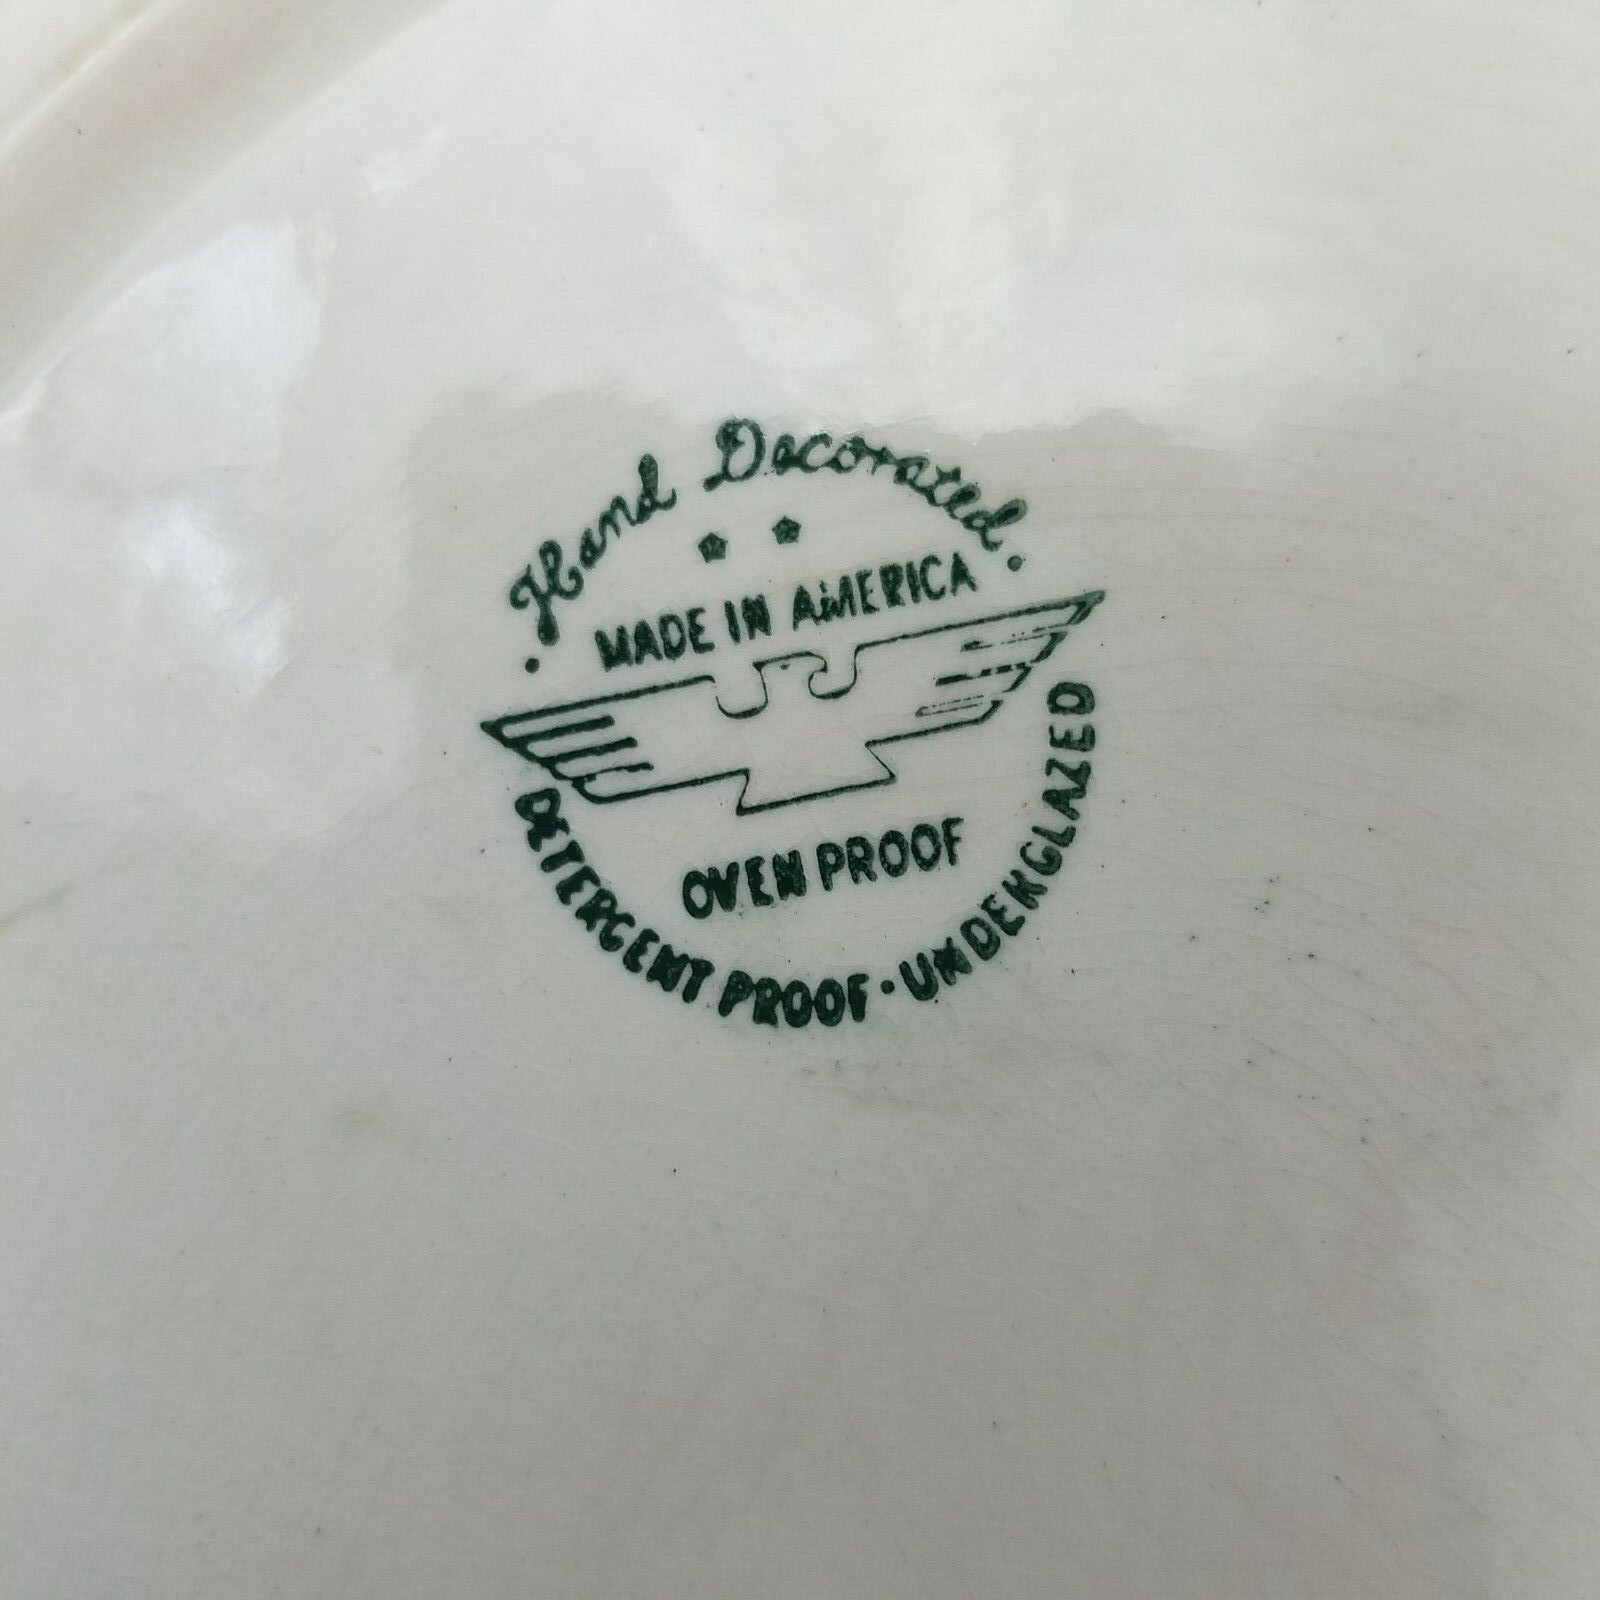 Hand Decorated
MADE IN AMERICA
OVEN PROOF
DETERGENT PROOF · UNDERGLAZED